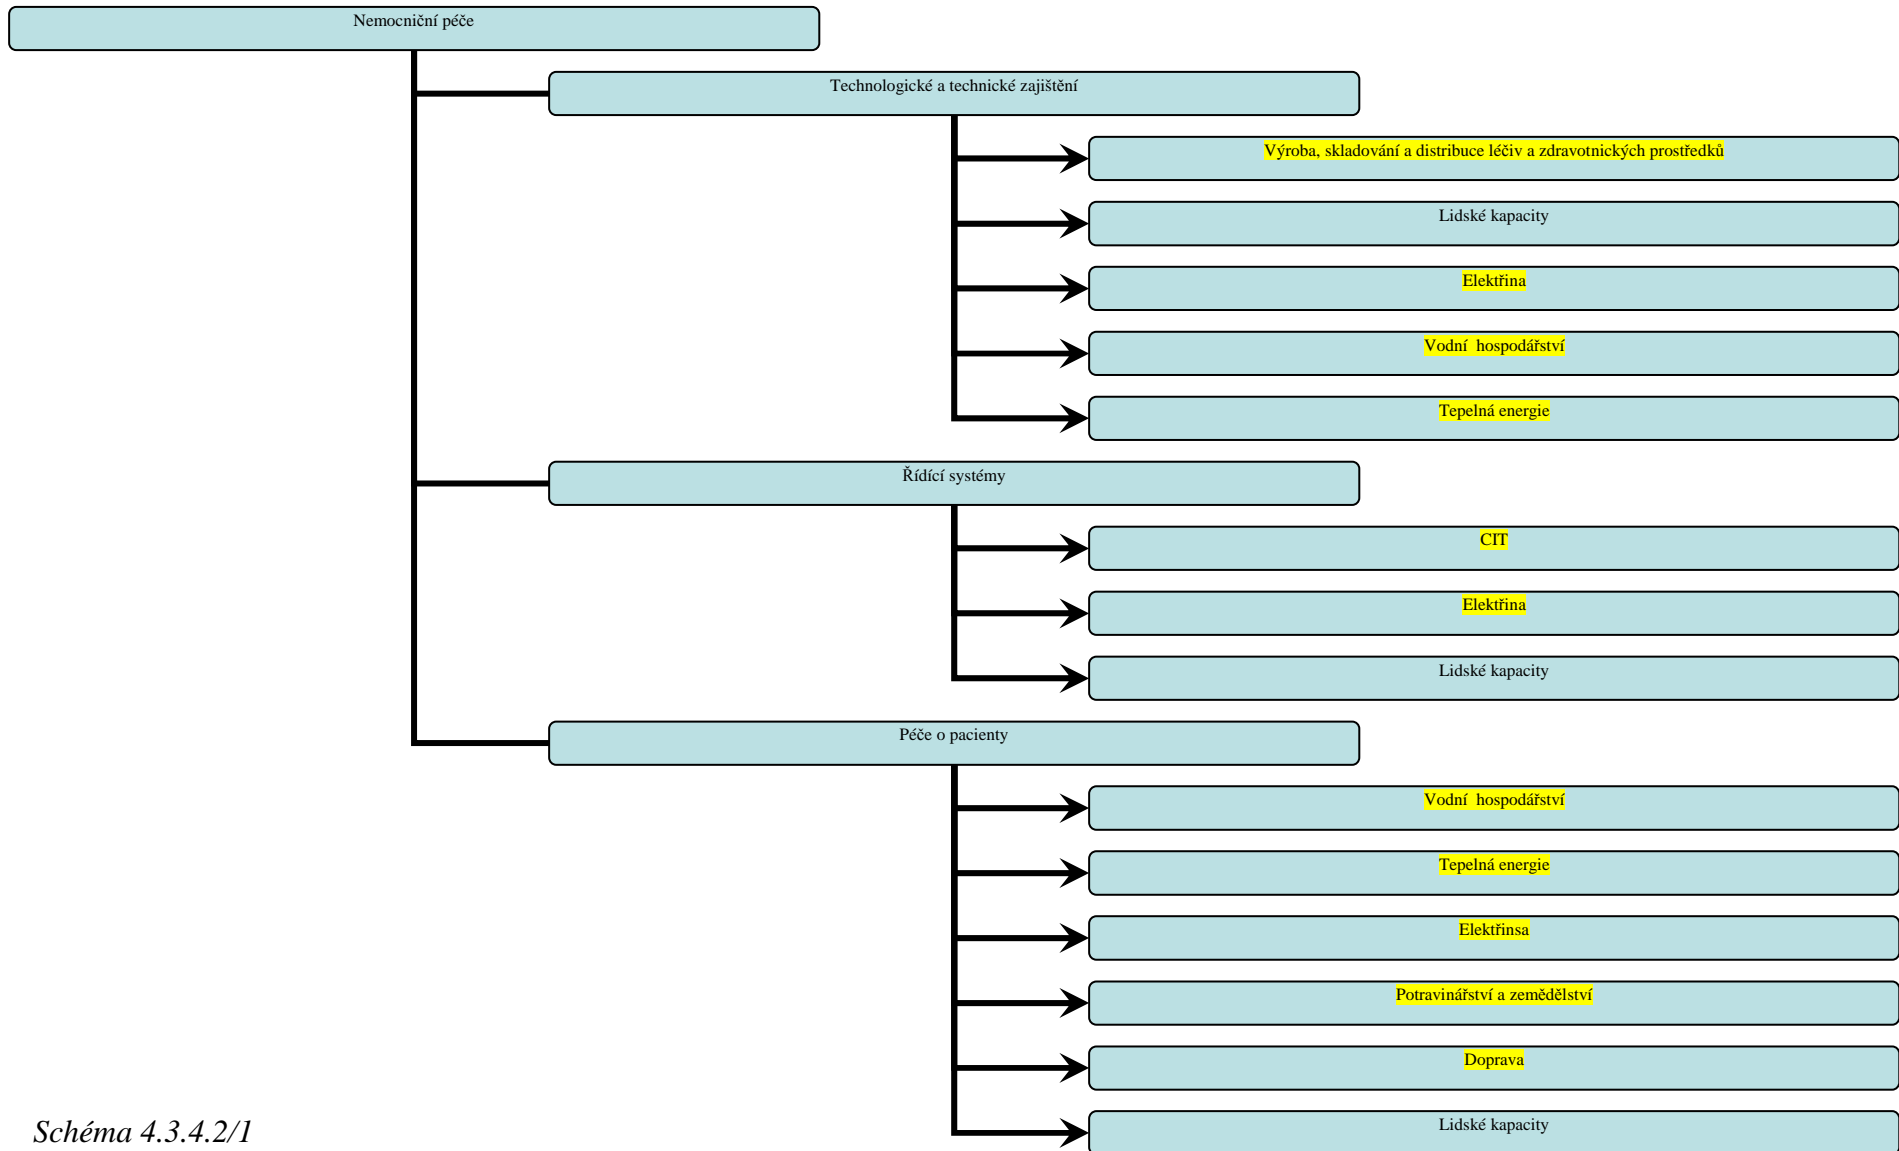 Nemocniční péče
Technologické a technické zajištění
Výroba, skladování a distribuce léčiv a zdravotnických prostředků
Lidské kapacity
Elektřina
Vodní  hospodářství
Tepelná energie
Řídící systémy
CIT
Elektřina
Lidské kapacity
Péče o pacienty
Vodní  hospodářství
Tepelná energie
Elektřinsa
Potravinářství a zemědělství
Doprava
Lidské kapacity
Schéma 4.3.4.2/1